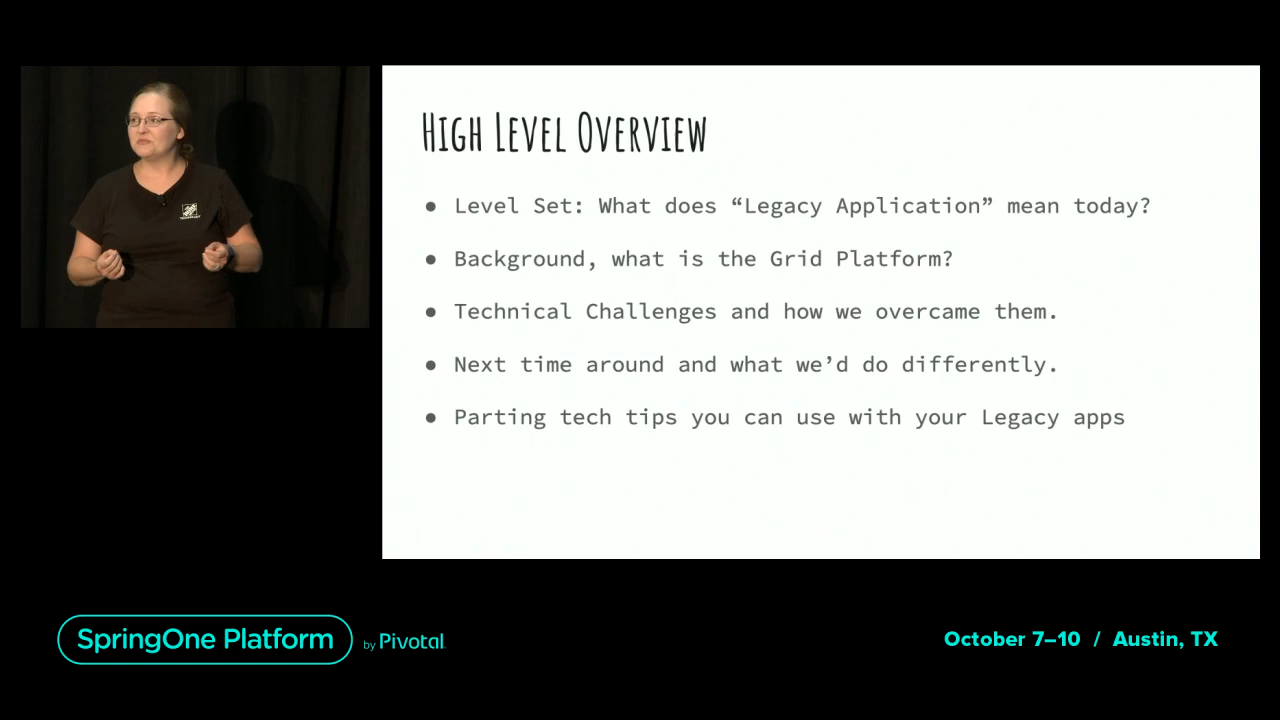 High Level Overview
● Level Set: What does “Legacy Application” mean today?
● Background, what is the Grid Platform?
● Technical Challenges and how we overcame them.
● Next time around and what we’d do differently.
● Parting tech tips you can use with your Legacy apps
SpringOne Platform by Pivotal
October 7–10 / Austin, TX